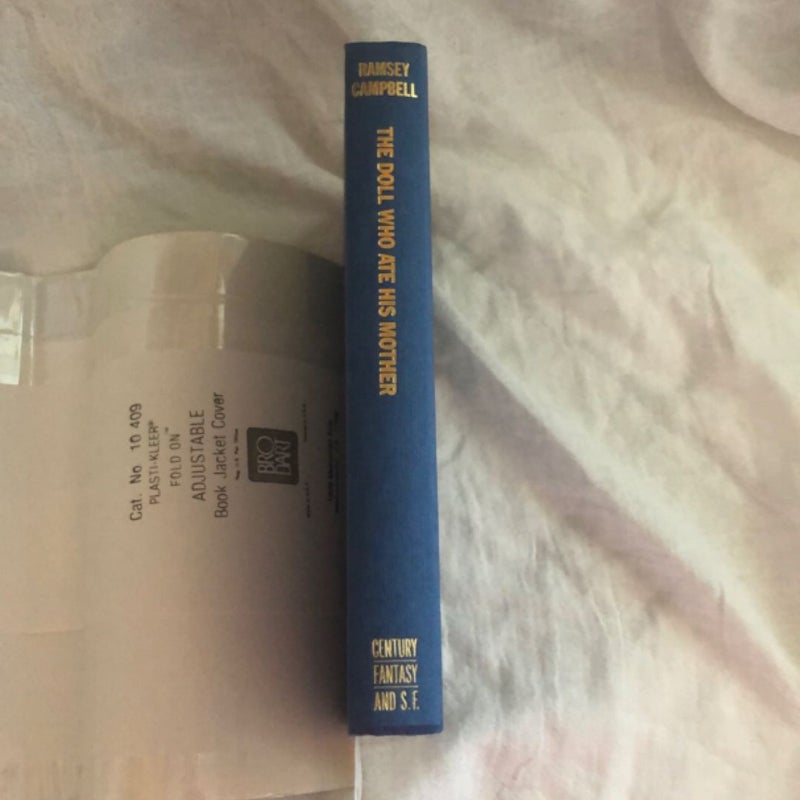 RAMSEY
CAMPBELL
THE DOLL WHO ATE HIS MOTHER
CENTURY
FANTASY
AND S.F.
Cat. No. 10 409
PLASTI-KLEER®
FOLD ON™
ADJUSTABLE
Book Jacket Cover
BRO
DART